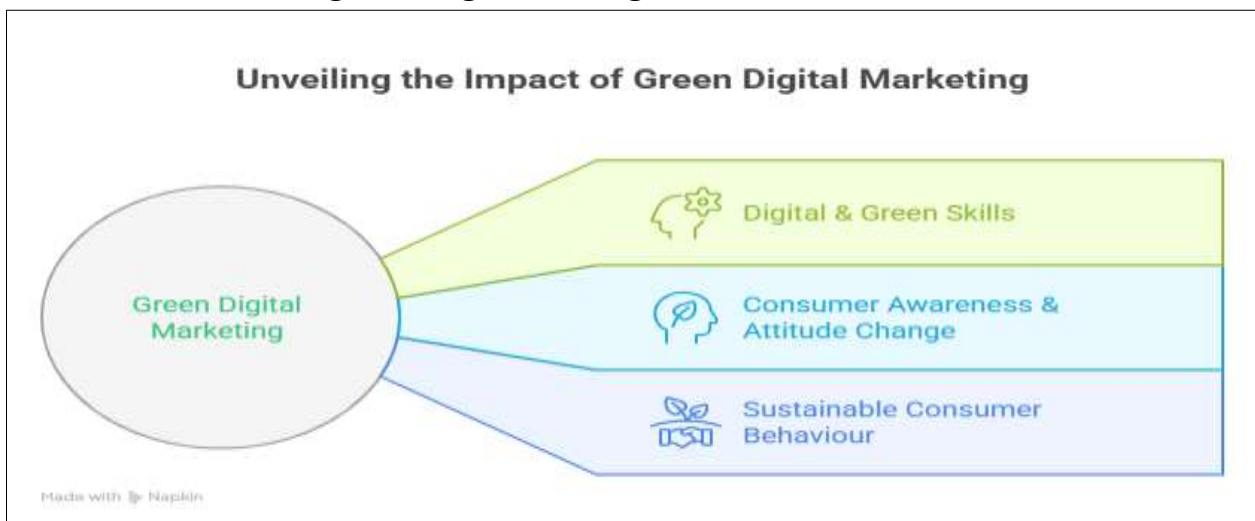 Unveiling the Impact of Green Digital Marketing
Digital & Green Skills
Green Digital
Marketing
Consumer Awareness &
Attitude Change
Sustainable Consumer
Behaviour
Made with Napkin